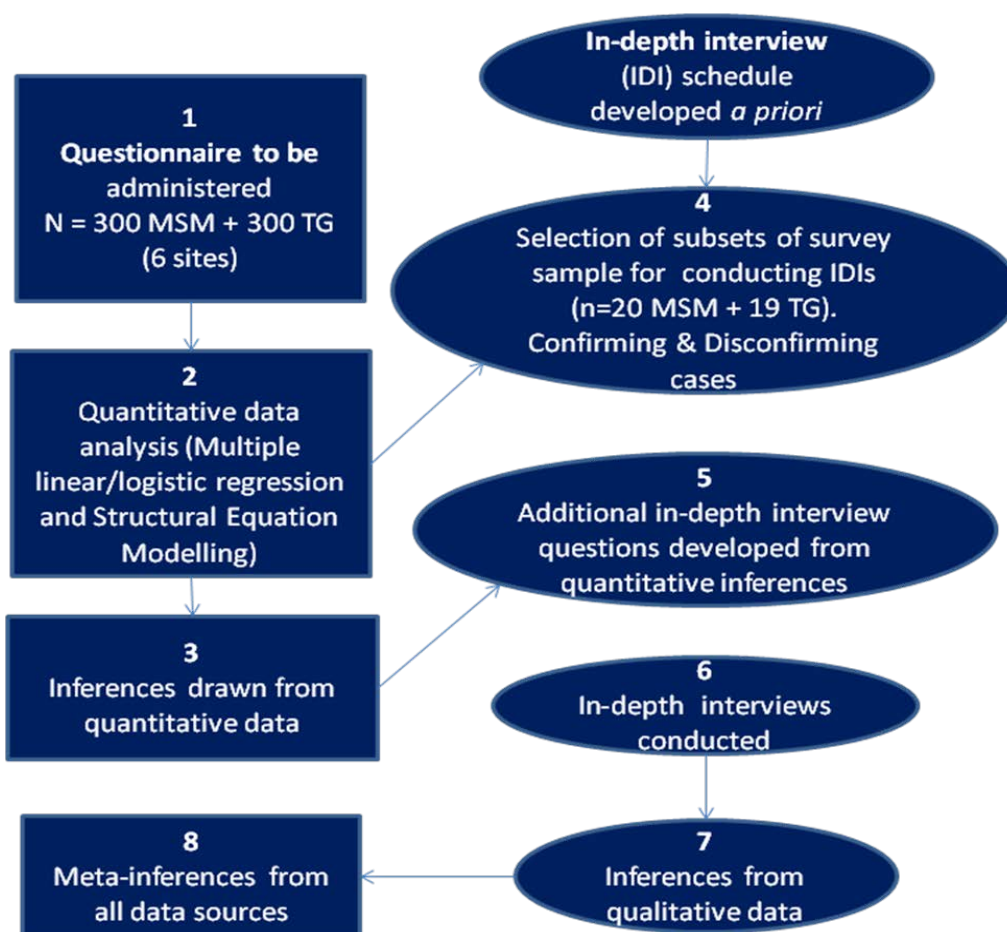 1
Questionnaire to be
administered
N = 300 MSM + 300 TG
(6 sites)
2
Quantitative data
analysis (Multiple
linear/logistic regression
and Structural Equation
Modelling)
3
Inferences drawn from
quantitative data
In-depth interview
(IDI) schedule
developed a priori
4
Selection of subsets of survey
sample for conducting IDIs
(n=20 MSM + 19 TG).
Confirming & Disconfirming
cases
5
Additional in-depth interview
questions developed from
quantitative inferences
6
In-depth interviews
conducted
7
Inferences from
qualitative data
8
Meta-inferences from
all data sources